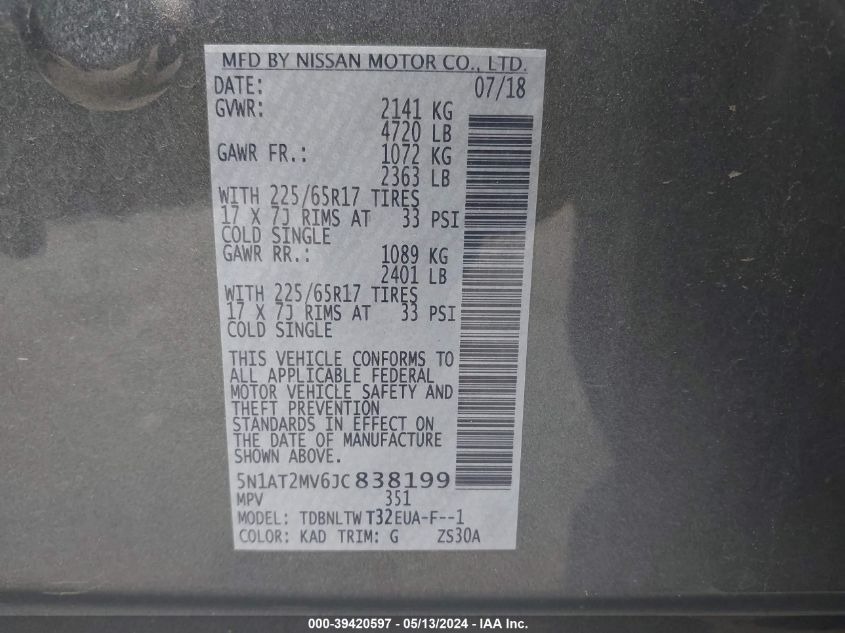 MFD BY NISSAN MOTOR CO., LTD.
DATE: 07/18
GVWR: 2141 KG
4720 LB
GAWR FR.: 1072 KG
2363 LB
WITH 225/65R17 TIRES
17 X 7J RIMS AT 33 PSI
COLD SINGLE
GAWR RR.: 1089 KG
2401 LB
WITH 225/65R17 TIRES
17 X 7J RIMS AT 33 PSI
COLD SINGLE
THIS VEHICLE CONFORMS TO
ALL APPLICABLE FEDERAL
MOTOR VEHICLE SAFETY AND
THEFT PREVENTION
STANDARDS IN EFFECT ON
THE DATE OF MANUFACTURE
SHOWN ABOVE.
5N1AT2MV6JC838199
MPV 351
MODEL: TDBNLTWT32EUA-F--1
COLOR: KAD TRIM: G ZS30A
000-39420597 - 05/13/2024 - IAA Inc.